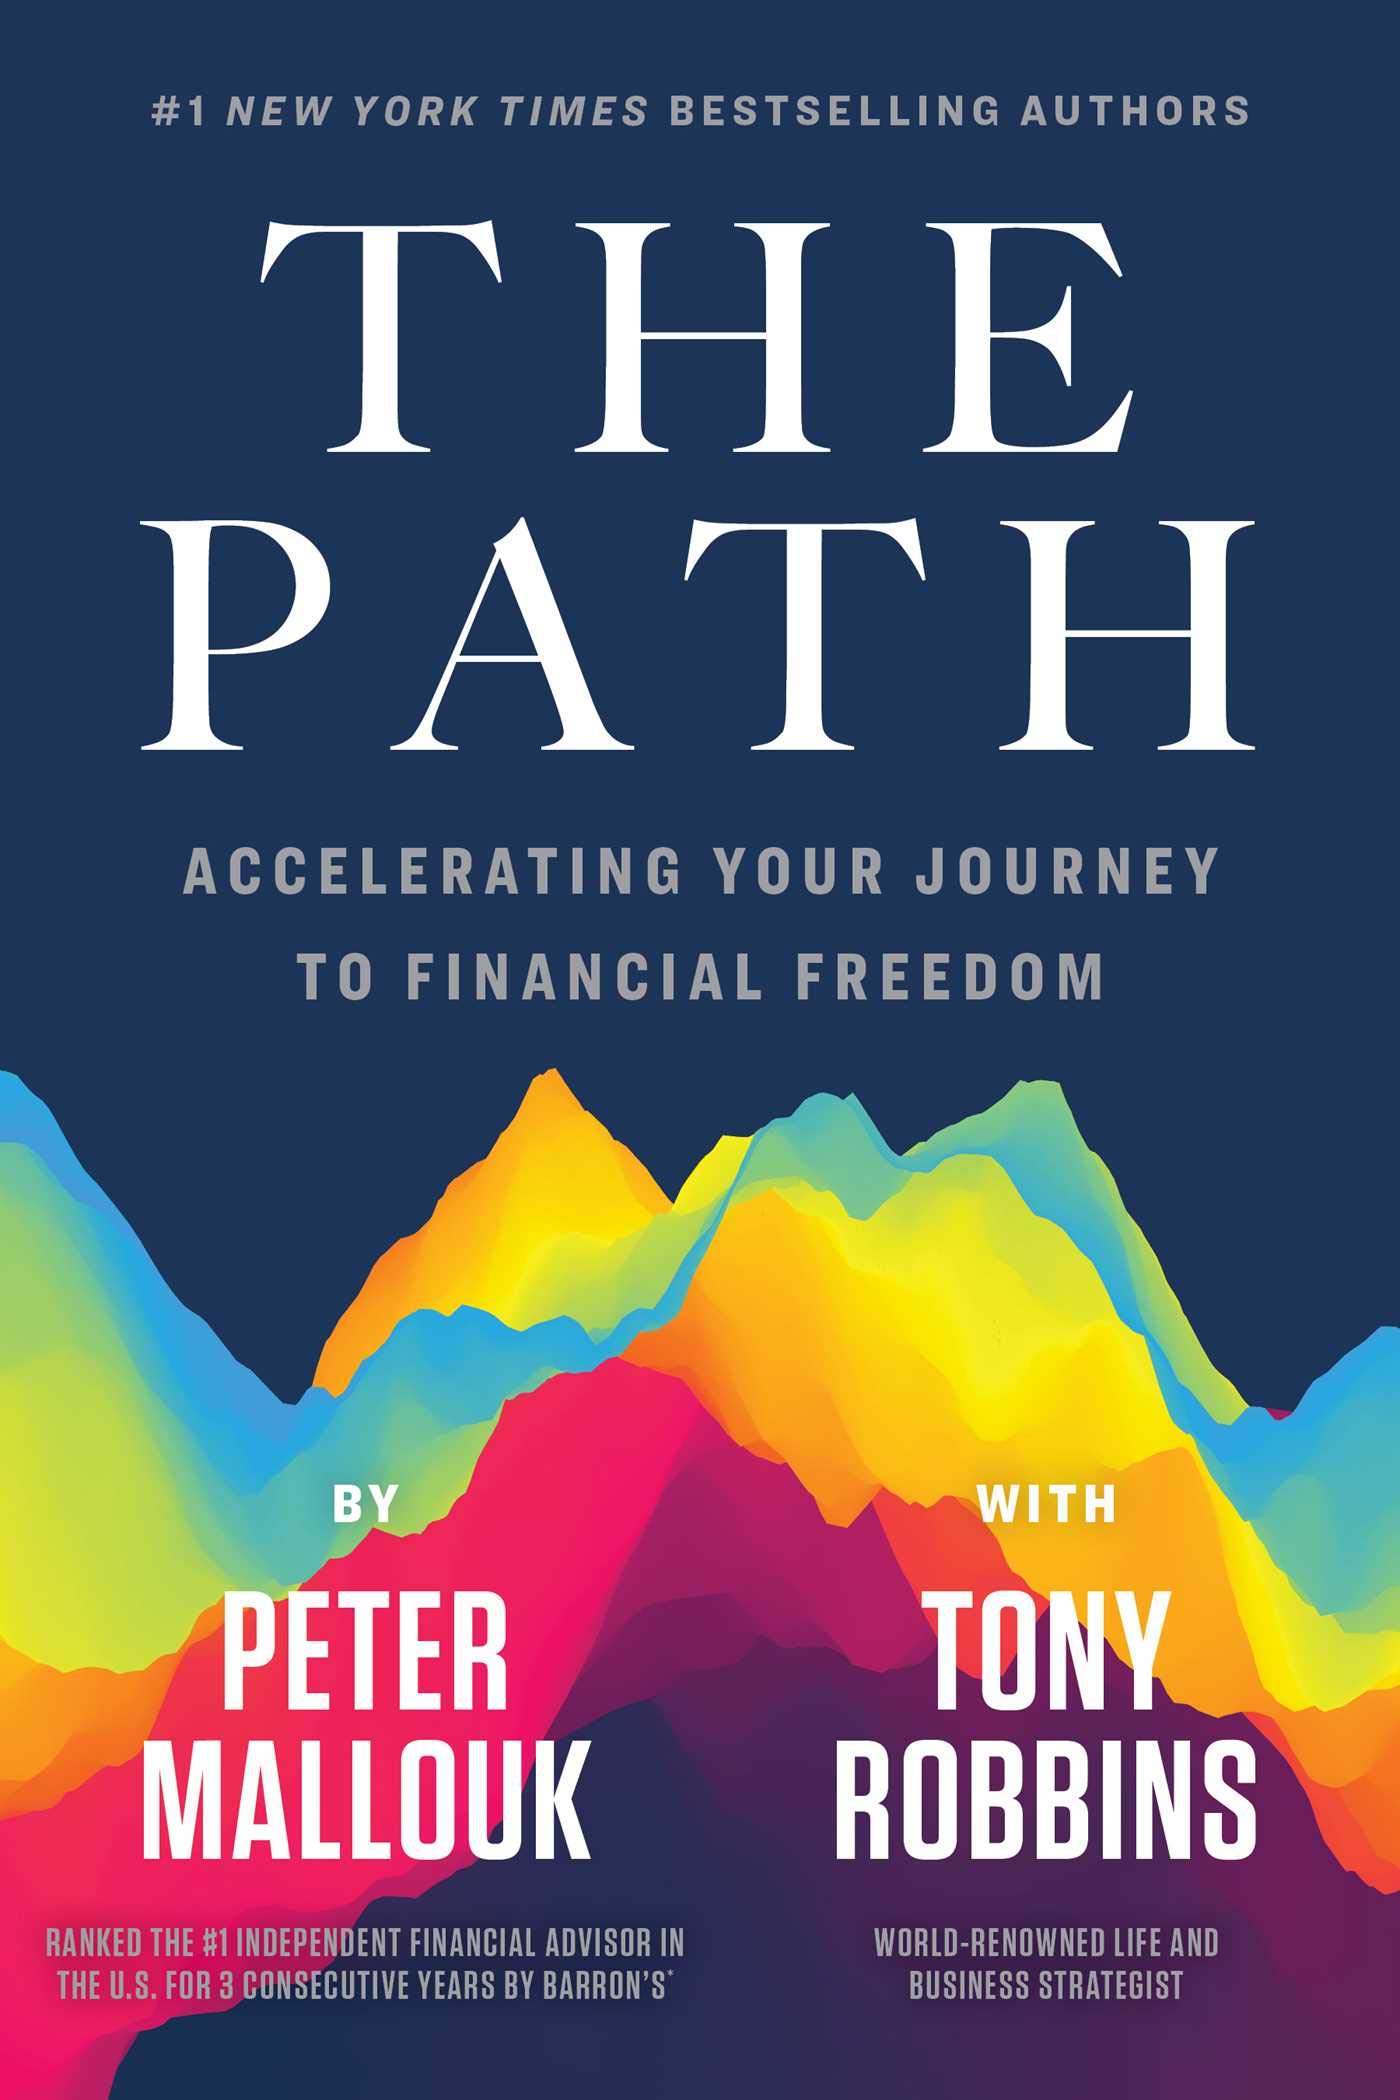 #1 NEW YORK TIMES BESTSELLING AUTHORS
THE
PATH
ACCELERATING YOUR JOURNEY
TO FINANCIAL FREEDOM
BY
PETER
MALLOUK
RANKED THE #1 INDEPENDENT FINANCIAL ADVISOR IN
THE U.S. FOR 3 CONSECUTIVE YEARS BY BARRON'S*
WITH
TONY
ROBBINS
WORLD-RENOWNED LIFE AND
BUSINESS STRATEGIST